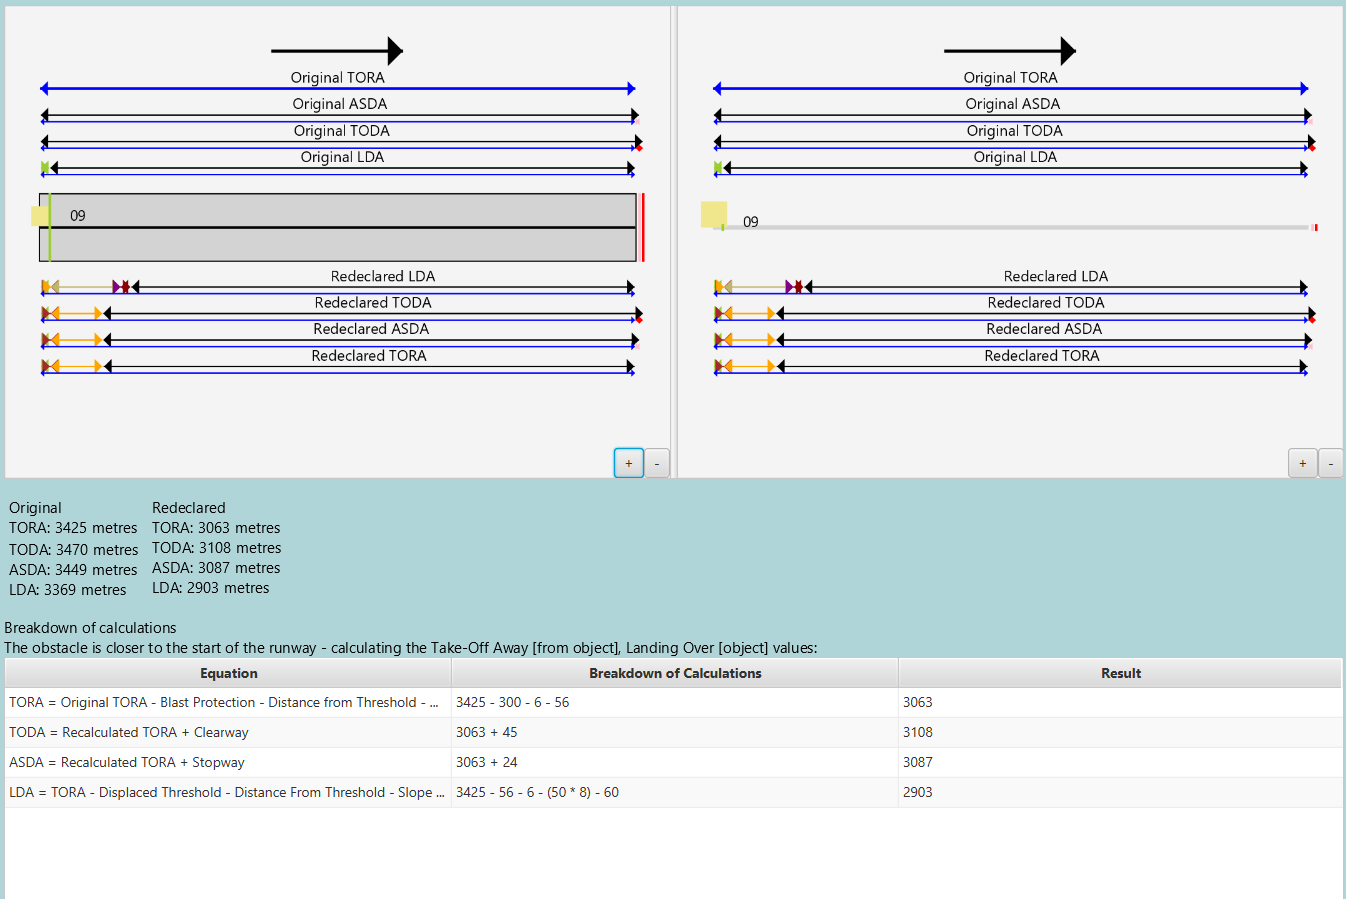 Original TORA
Original ASDA
Original TODA
Original LDA
09
Redeclared LDA
Redeclared TODA
Redeclared ASDA
Redeclared TORA
+ -
Original TORA
Original ASDA
Original TODA
Original LDA
09
Redeclared LDA
Redeclared TODA
Redeclared ASDA
Redeclared TORA
+ -
Original
TORA: 3425 metres
TODA: 3470 metres
ASDA: 3449 metres
LDA: 3369 metres
Redeclared
TORA: 3063 metres
TODA: 3108 metres
ASDA: 3087 metres
LDA: 2903 metres
Breakdown of calculations
The obstacle is closer to the start of the runway - calculating the Take-Off Away [from object], Landing Over [object] values:
Equation Breakdown of Calculations Result
TORA = Original TORA - Blast Protection - Distance from Threshold - ... 3425 - 300 - 6 - 56 3063
TODA = Recalculated TORA + Clearway 3063 + 45 3108
ASDA = Recalculated TORA + Stopway 3063 + 24 3087
LDA = TORA - Displaced Threshold - Distance From Threshold - Slope ... 3425 - 56 - 6 - (50 * 8) - 60 2903